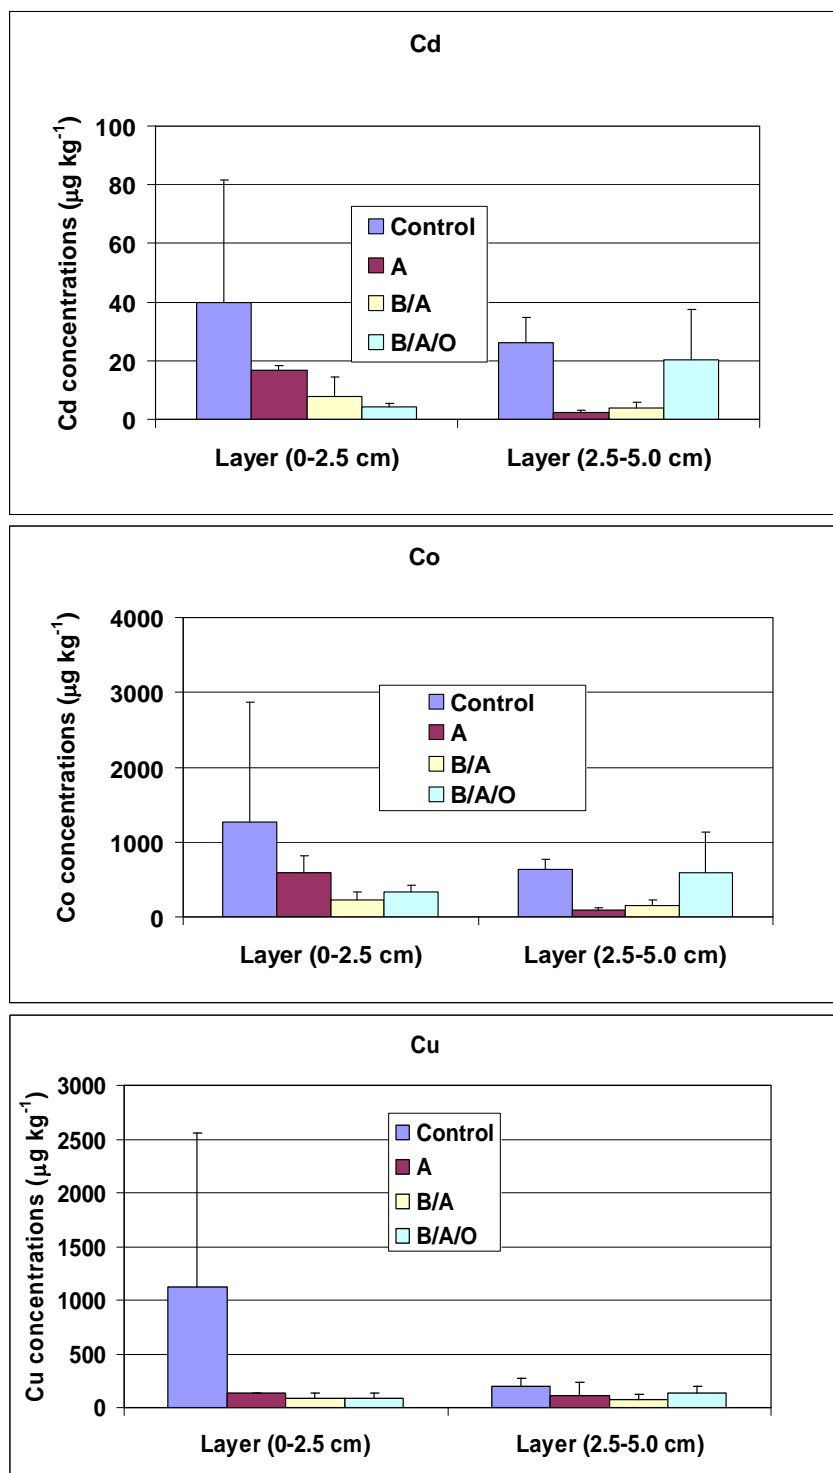 Cd
Cd concentrations (µg kg⁻¹)
100
80
60
40
20
0
Control
A
B/A
B/A/O
Layer (0-2.5 cm)
Layer (2.5-5.0 cm)
Co
Co concentrations (µg kg⁻¹)
4000
3000
2000
1000
0
Control
A
B/A
B/A/O
Layer (0-2.5 cm)
Layer (2.5-5.0 cm)
Cu
Cu concentrations (µg kg⁻¹)
3000
2500
2000
1500
1000
500
0
Control
A
B/A
B/A/O
Layer (0-2.5 cm)
Layer (2.5-5.0 cm)